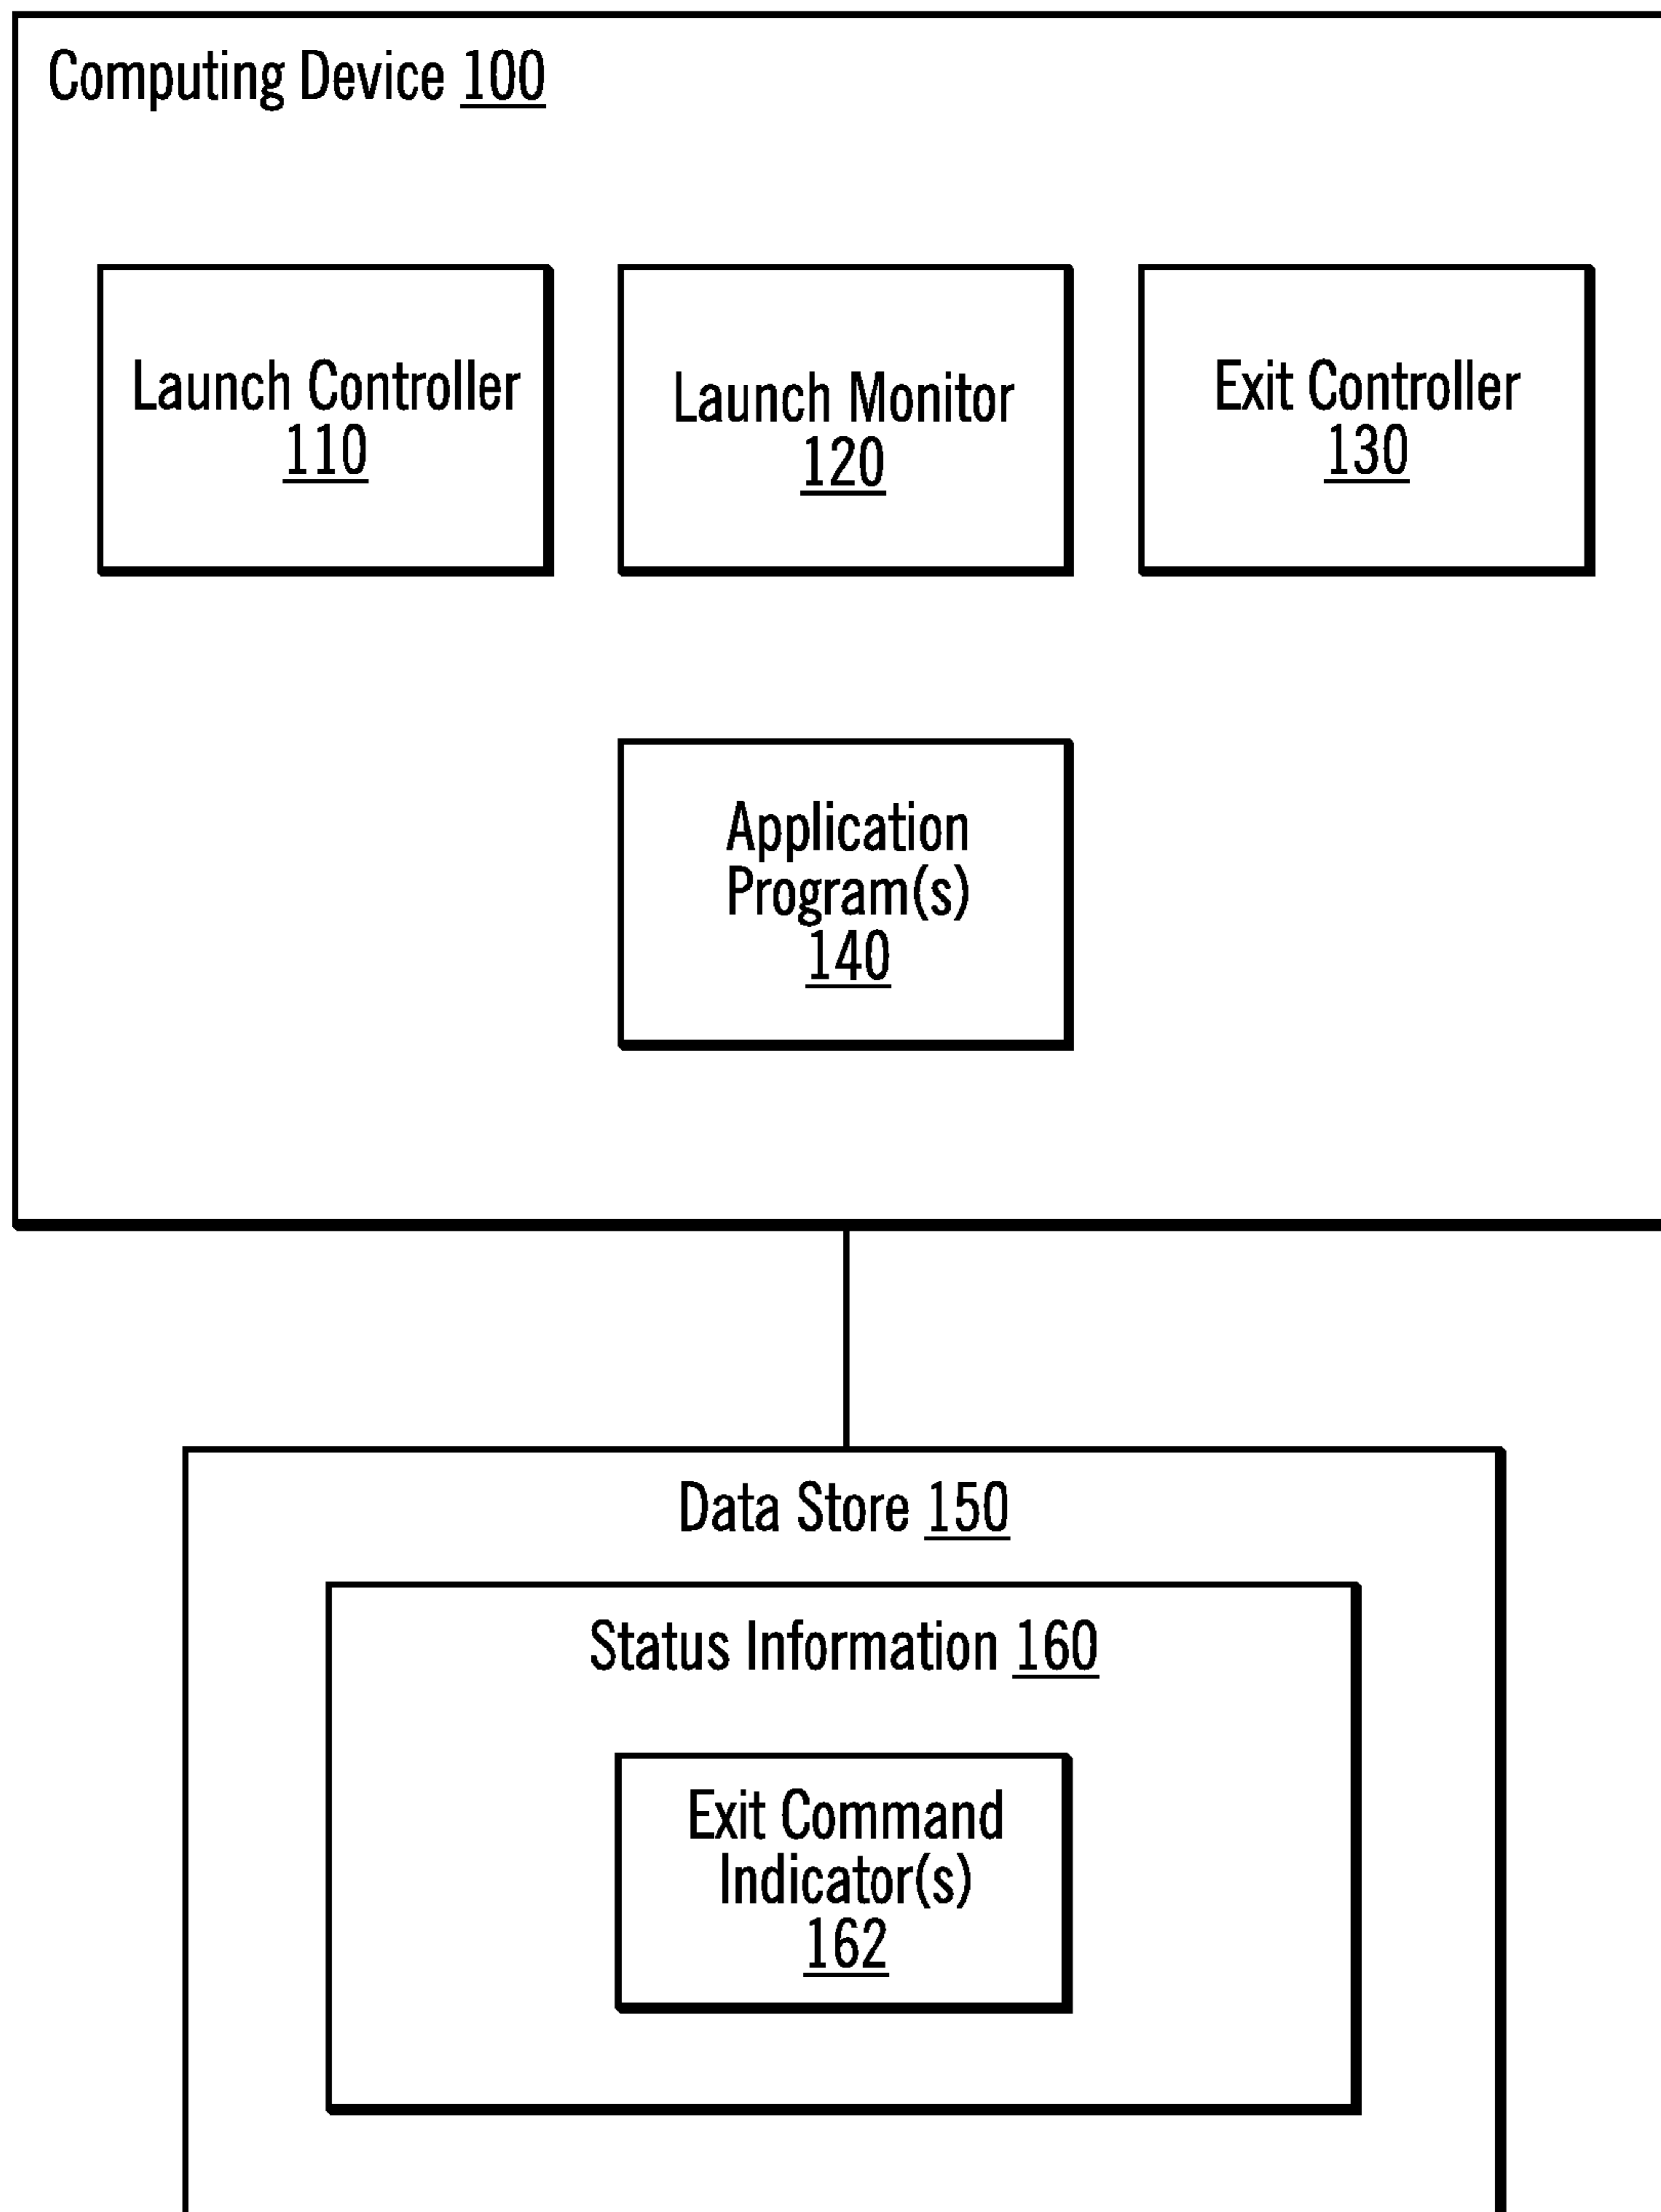 Computing Device 100
Launch Controller
110
Launch Monitor
120
Exit Controller
130
Application
Program(s)
140
Data Store 150
Status Information 160
Exit Command
Indicator(s)
162